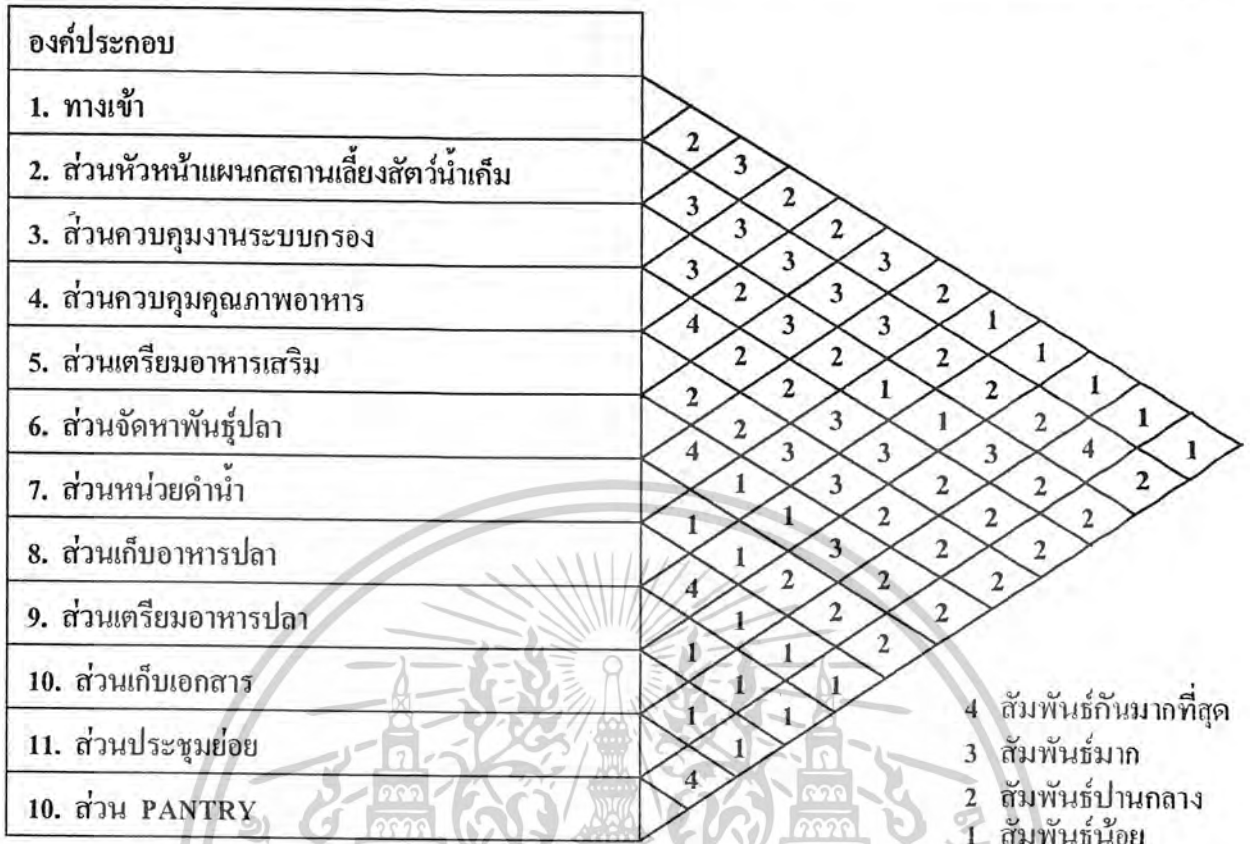 องค์ประกอบ
1. ทางเข้า
2. ส่วนหัวหน้าแผนกสถานเลี้ยงสัตว์น้ำเค็ม
3. ส่วนควบคุมงานระบบกรอง
4. ส่วนควบคุมคุณภาพอาหาร
5. ส่วนเตรียมอาหารเสริม
6. ส่วนจัดหาพันธุ์ปลา
7. ส่วนหน่วยดำน้ำ
8. ส่วนเก็บอาหารปลา
9. ส่วนเตรียมอาหารปลา
10. ส่วนเก็บเอกสาร
11. ส่วนประชุมย่อย
10. ส่วน PANTRY
2
3
2
3
3 2
3 3
3
2 3 2
4 3 3 1
2 2 2 1
2 2 1 2 1
2 3 1 2 1
4 3 3 3 4 1
1 3 2 2 2
1 1 2 2 2
1 3 2 2
4 2 2 2
1 2 2
1 1 2
1 1
1 1
1
4
4 สัมพันธ์กันมากที่สุด
3 สัมพันธ์มาก
2 สัมพันธ์ปานกลาง
1 สัมพันธ์น้อย